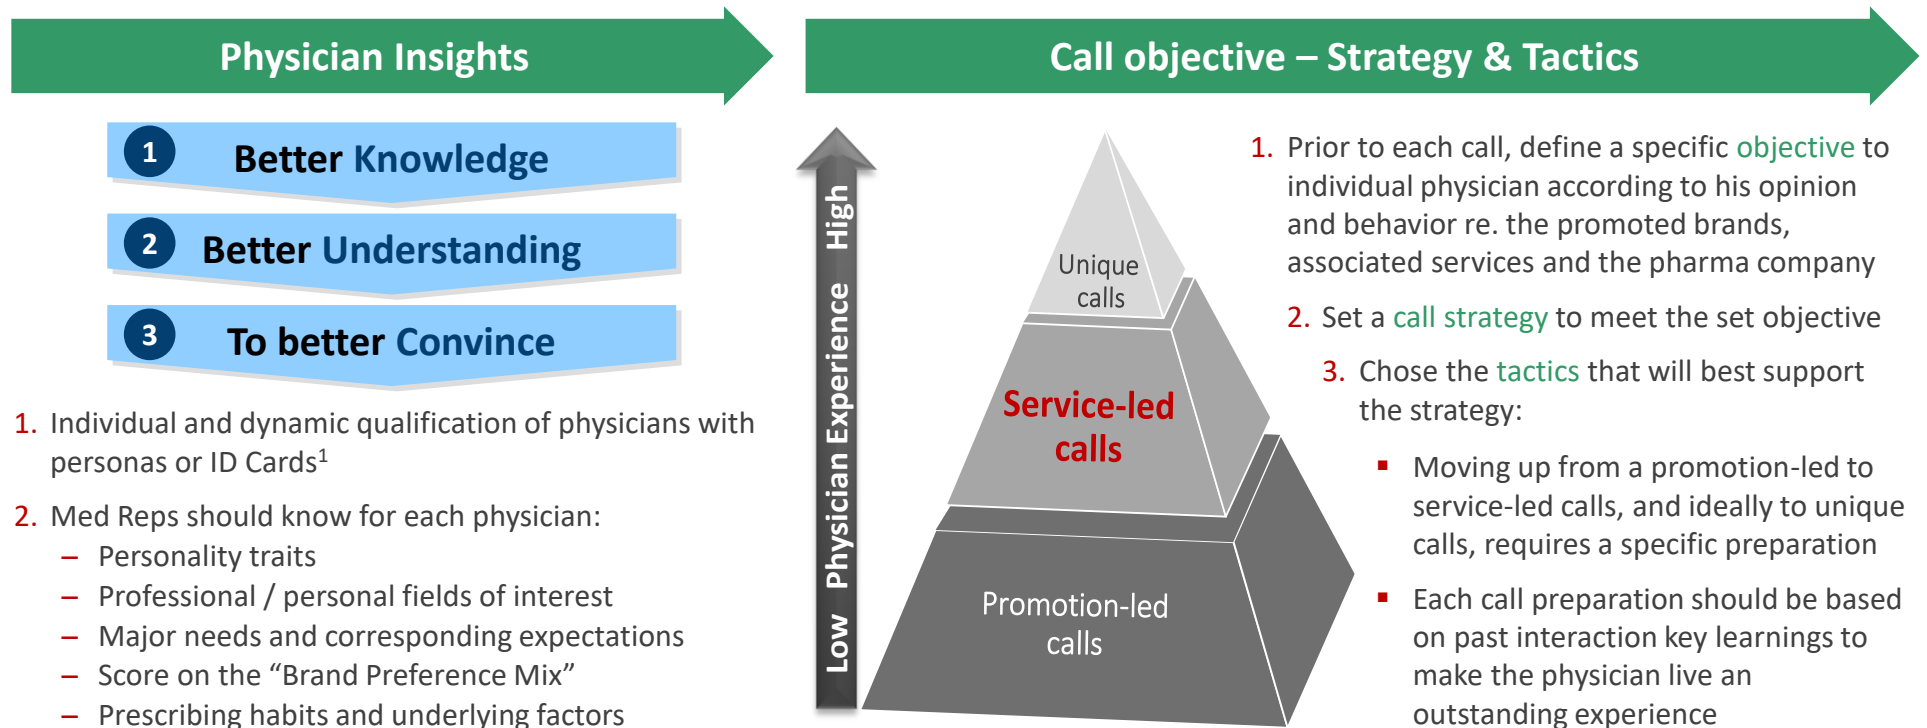 Physician Insights
Call objective – Strategy & Tactics
1
Better Knowledge
2
Better Understanding
3
To better Convince
1. Individual and dynamic qualification of physicians with
personas or ID Cards1
2. Med Reps should know for each physician:
– Personality traits
– Professional / personal fields of interest
– Major needs and corresponding expectations
– Score on the “Brand Preference Mix”
– Prescribing habits and underlying factors
Low Physician Experience High
Unique
calls
Service-led
calls
Promotion-led
calls
1. Prior to each call, define a specific objective to
individual physician according to his opinion
and behavior re. the promoted brands,
associated services and the pharma company
2. Set a call strategy to meet the set objective
3. Chose the tactics that will best support
the strategy:
▪ Moving up from a promotion-led to
service-led calls, and ideally to unique
calls, requires a specific preparation
▪ Each call preparation should be based
on past interaction key learnings to
make the physician live an
outstanding experience